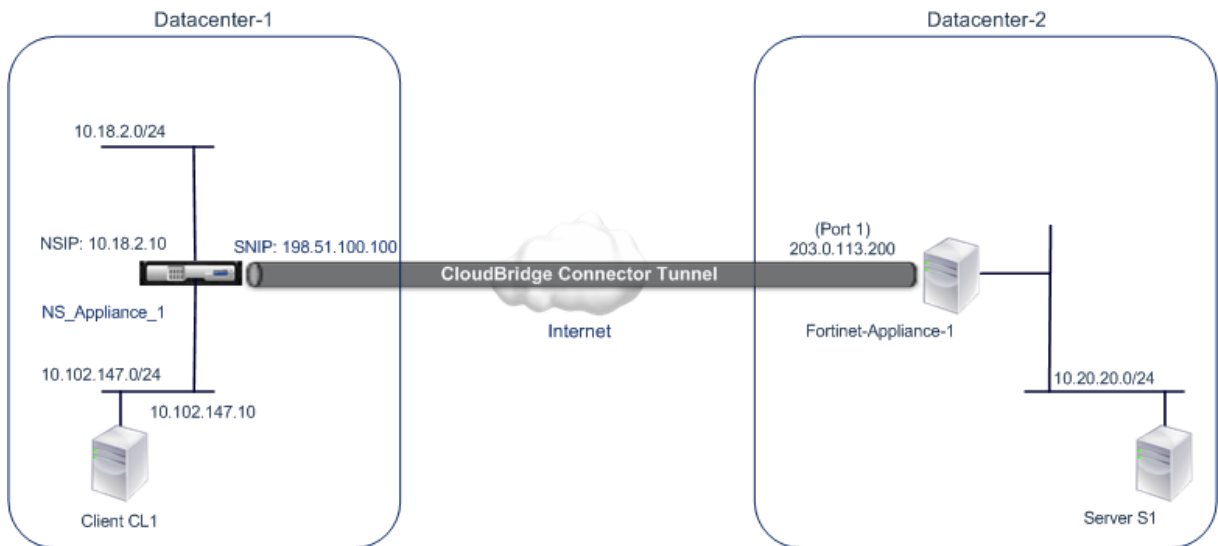 Datacenter-1
Datacenter-2
10.18.2.0/24
NSIP: 10.18.2.10
SNIP: 198.51.100.100
(Port 1)
203.0.113.200
CloudBridge Connector Tunnel
NS_Appliance_1
Internet
Fortinet-Appliance-1
10.102.147.0/24
10.102.147.10
10.20.20.0/24
Client CL1
Server S1